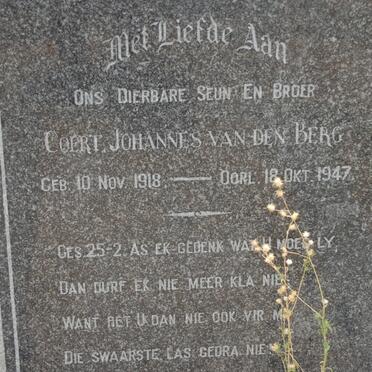 Met Liefde Aan
Ons Dierbare Seun En Broer
Coert Johannes van den Berg
Geb. 10 Nov. 1918. — Oorl. 18 Okt. 1947.
Ges. 25-2. As ek gedenk wat U moes ly,
Dan durf ek nie meer kla nie
Want het U dan nie ook vir my
Die swaarste las gedra nie